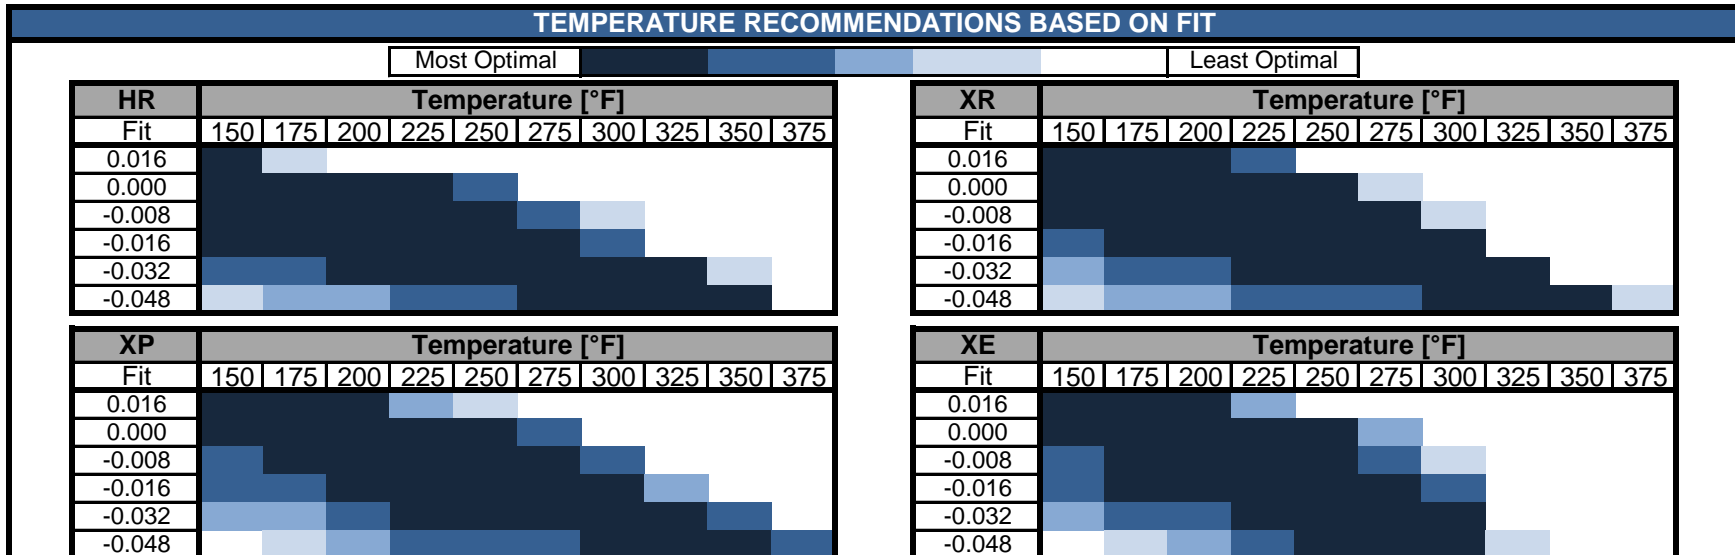 TEMPERATURE RECOMMENDATIONS BASED ON FIT
Most Optimal Least Optimal
HR Temperature [°F]
Fit 150 175 200 225 250 275 300 325 350 375
0.016
0.000
-0.008
-0.016
-0.032
-0.048
XR Temperature [°F]
Fit 150 175 200 225 250 275 300 325 350 375
0.016
0.000
-0.008
-0.016
-0.032
-0.048
XP Temperature [°F]
Fit 150 175 200 225 250 275 300 325 350 375
0.016
0.000
-0.008
-0.016
-0.032
-0.048
XE Temperature [°F]
Fit 150 175 200 225 250 275 300 325 350 375
0.016
0.000
-0.008
-0.016
-0.032
-0.048